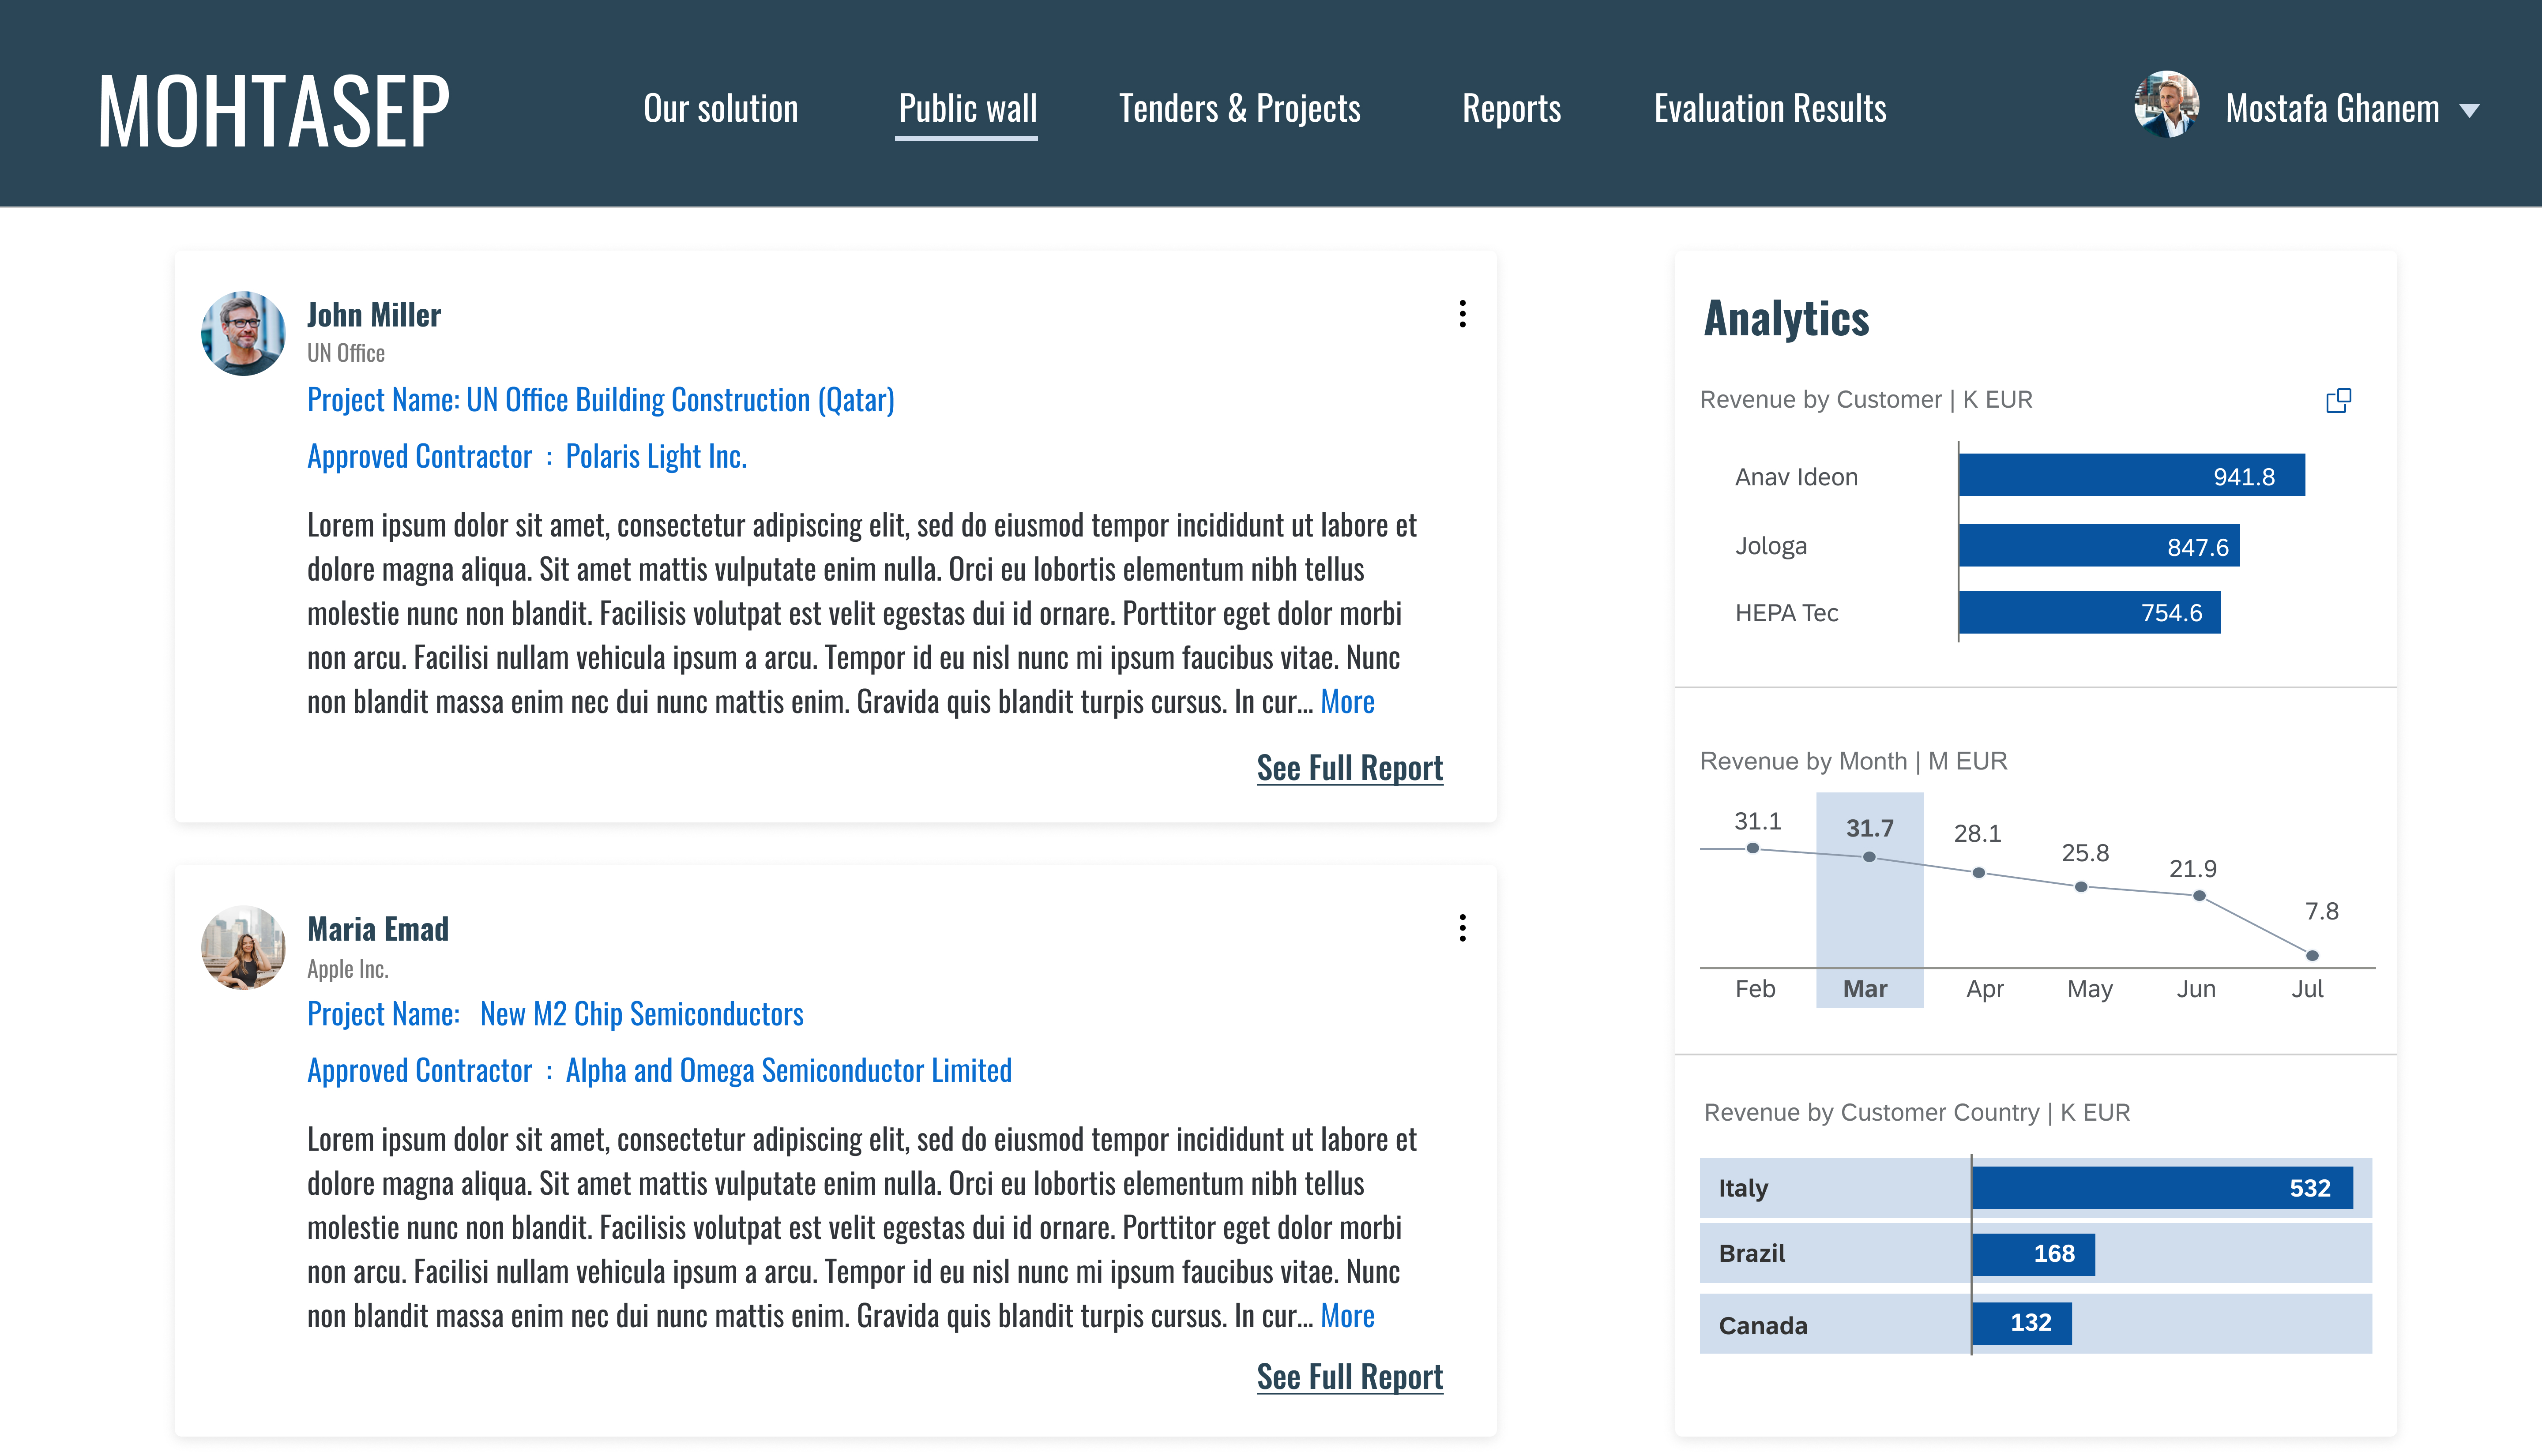 MOHTASEP
Our solution
Public wall
Tenders & Projects
Reports
Evaluation Results
Mostafa Ghanem
John Miller
UN Office
Project Name: UN Office Building Construction (Qatar)
Approved Contractor : Polaris Light Inc.
Lorem ipsum dolor sit amet, consectetur adipiscing elit, sed do eiusmod tempor incididunt ut labore et
dolore magna aliqua. Sit amet mattis vulputate enim nulla. Orci eu lobortis elementum nibh tellus
molestie nunc non blandit. Facilisis volutpat est velit egestas dui id ornare. Porttitor eget dolor morbi
non arcu. Facilisi nullam vehicula ipsum a arcu. Tempor id eu nisl nunc mi ipsum faucibus vitae. Nunc
non blandit massa enim nec dui nunc mattis enim. Gravida quis blandit turpis cursus. In cur... More
See Full Report
Maria Emad
Apple Inc.
Project Name: New M2 Chip Semiconductors
Approved Contractor : Alpha and Omega Semiconductor Limited
Lorem ipsum dolor sit amet, consectetur adipiscing elit, sed do eiusmod tempor incididunt ut labore et
dolore magna aliqua. Sit amet mattis vulputate enim nulla. Orci eu lobortis elementum nibh tellus
molestie nunc non blandit. Facilisis volutpat est velit egestas dui id ornare. Porttitor eget dolor morbi
non arcu. Facilisi nullam vehicula ipsum a arcu. Tempor id eu nisl nunc mi ipsum faucibus vitae. Nunc
non blandit massa enim nec dui nunc mattis enim. Gravida quis blandit turpis cursus. In cur... More
See Full Report
Analytics
Revenue by Customer | K EUR
Anav Ideon 941.8
Jologa 847.6
HEPA Tec 754.6
Revenue by Month | M EUR
31.1 31.7 28.1 25.8 21.9 7.8
Feb Mar Apr May Jun Jul
Revenue by Customer Country | K EUR
Italy 532
Brazil 168
Canada 132